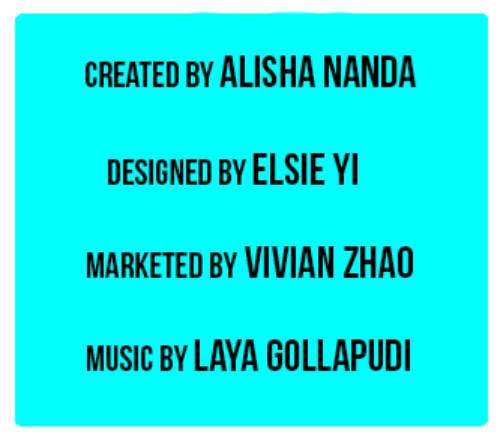 CREATED BY ALISHA NANDA
DESIGNED BY ELSIE YI
MARKETED BY VIVIAN ZHAO
MUSIC BY LAYA GOLLAPUDI